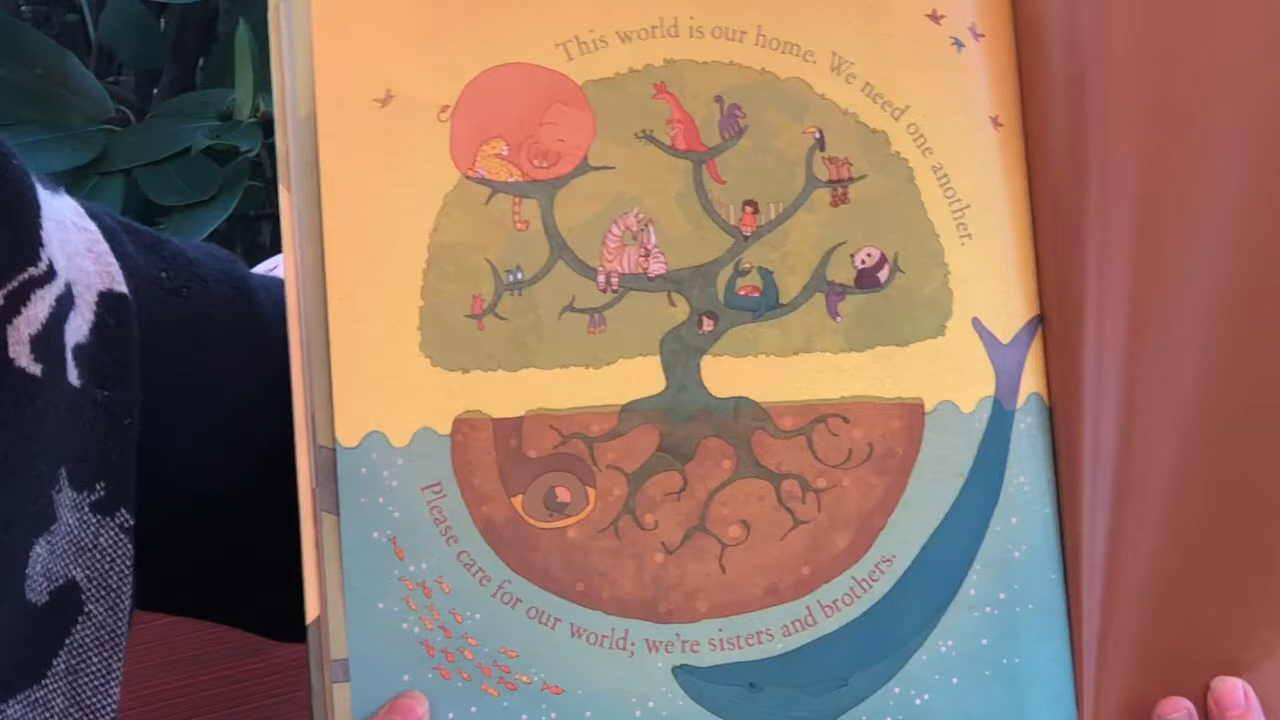 This world is our home. We need one another.
Please care for our world; we're sisters and brothers.